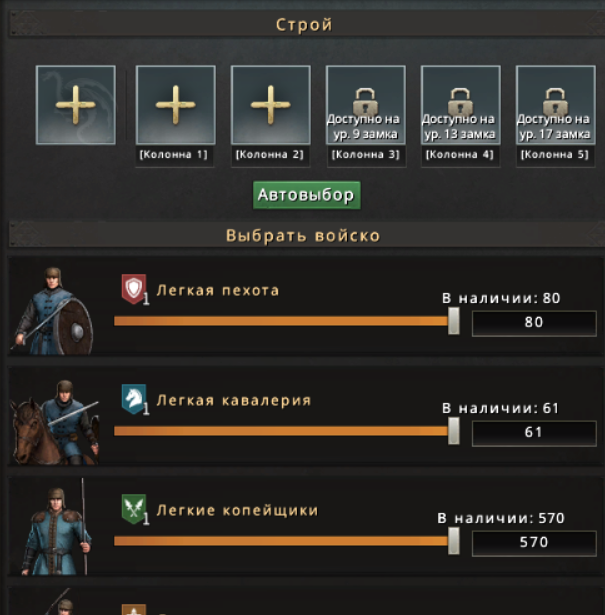 Строй
Доступно на Доступно на Доступно на
ур. 9 замка ур. 13 замка ур. 17 замка
[Колонна 1] [Колонна 2] [Колонна 3] [Колонна 4] [Колонна 5]
Автовыбор
Выбрать войско
1 Легкая пехота
В наличии: 80
80
1 Легкая кавалерия
В наличии: 61
61
1 Легкие копейщики
В наличии: 570
570